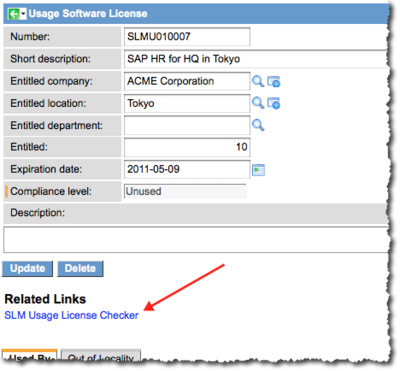 Usage Software License
Number: SLMU010007
Short description: SAP HR for HQ in Tokyo
Entitled company: ACME Corporation
Entitled location: Tokyo
Entitled department:
Entitled: 10
Expiration date: 2011-05-09
Compliance level: Unused
Description:
Update Delete
Related Links
SLM Usage License Checker
Used By Out of Locality